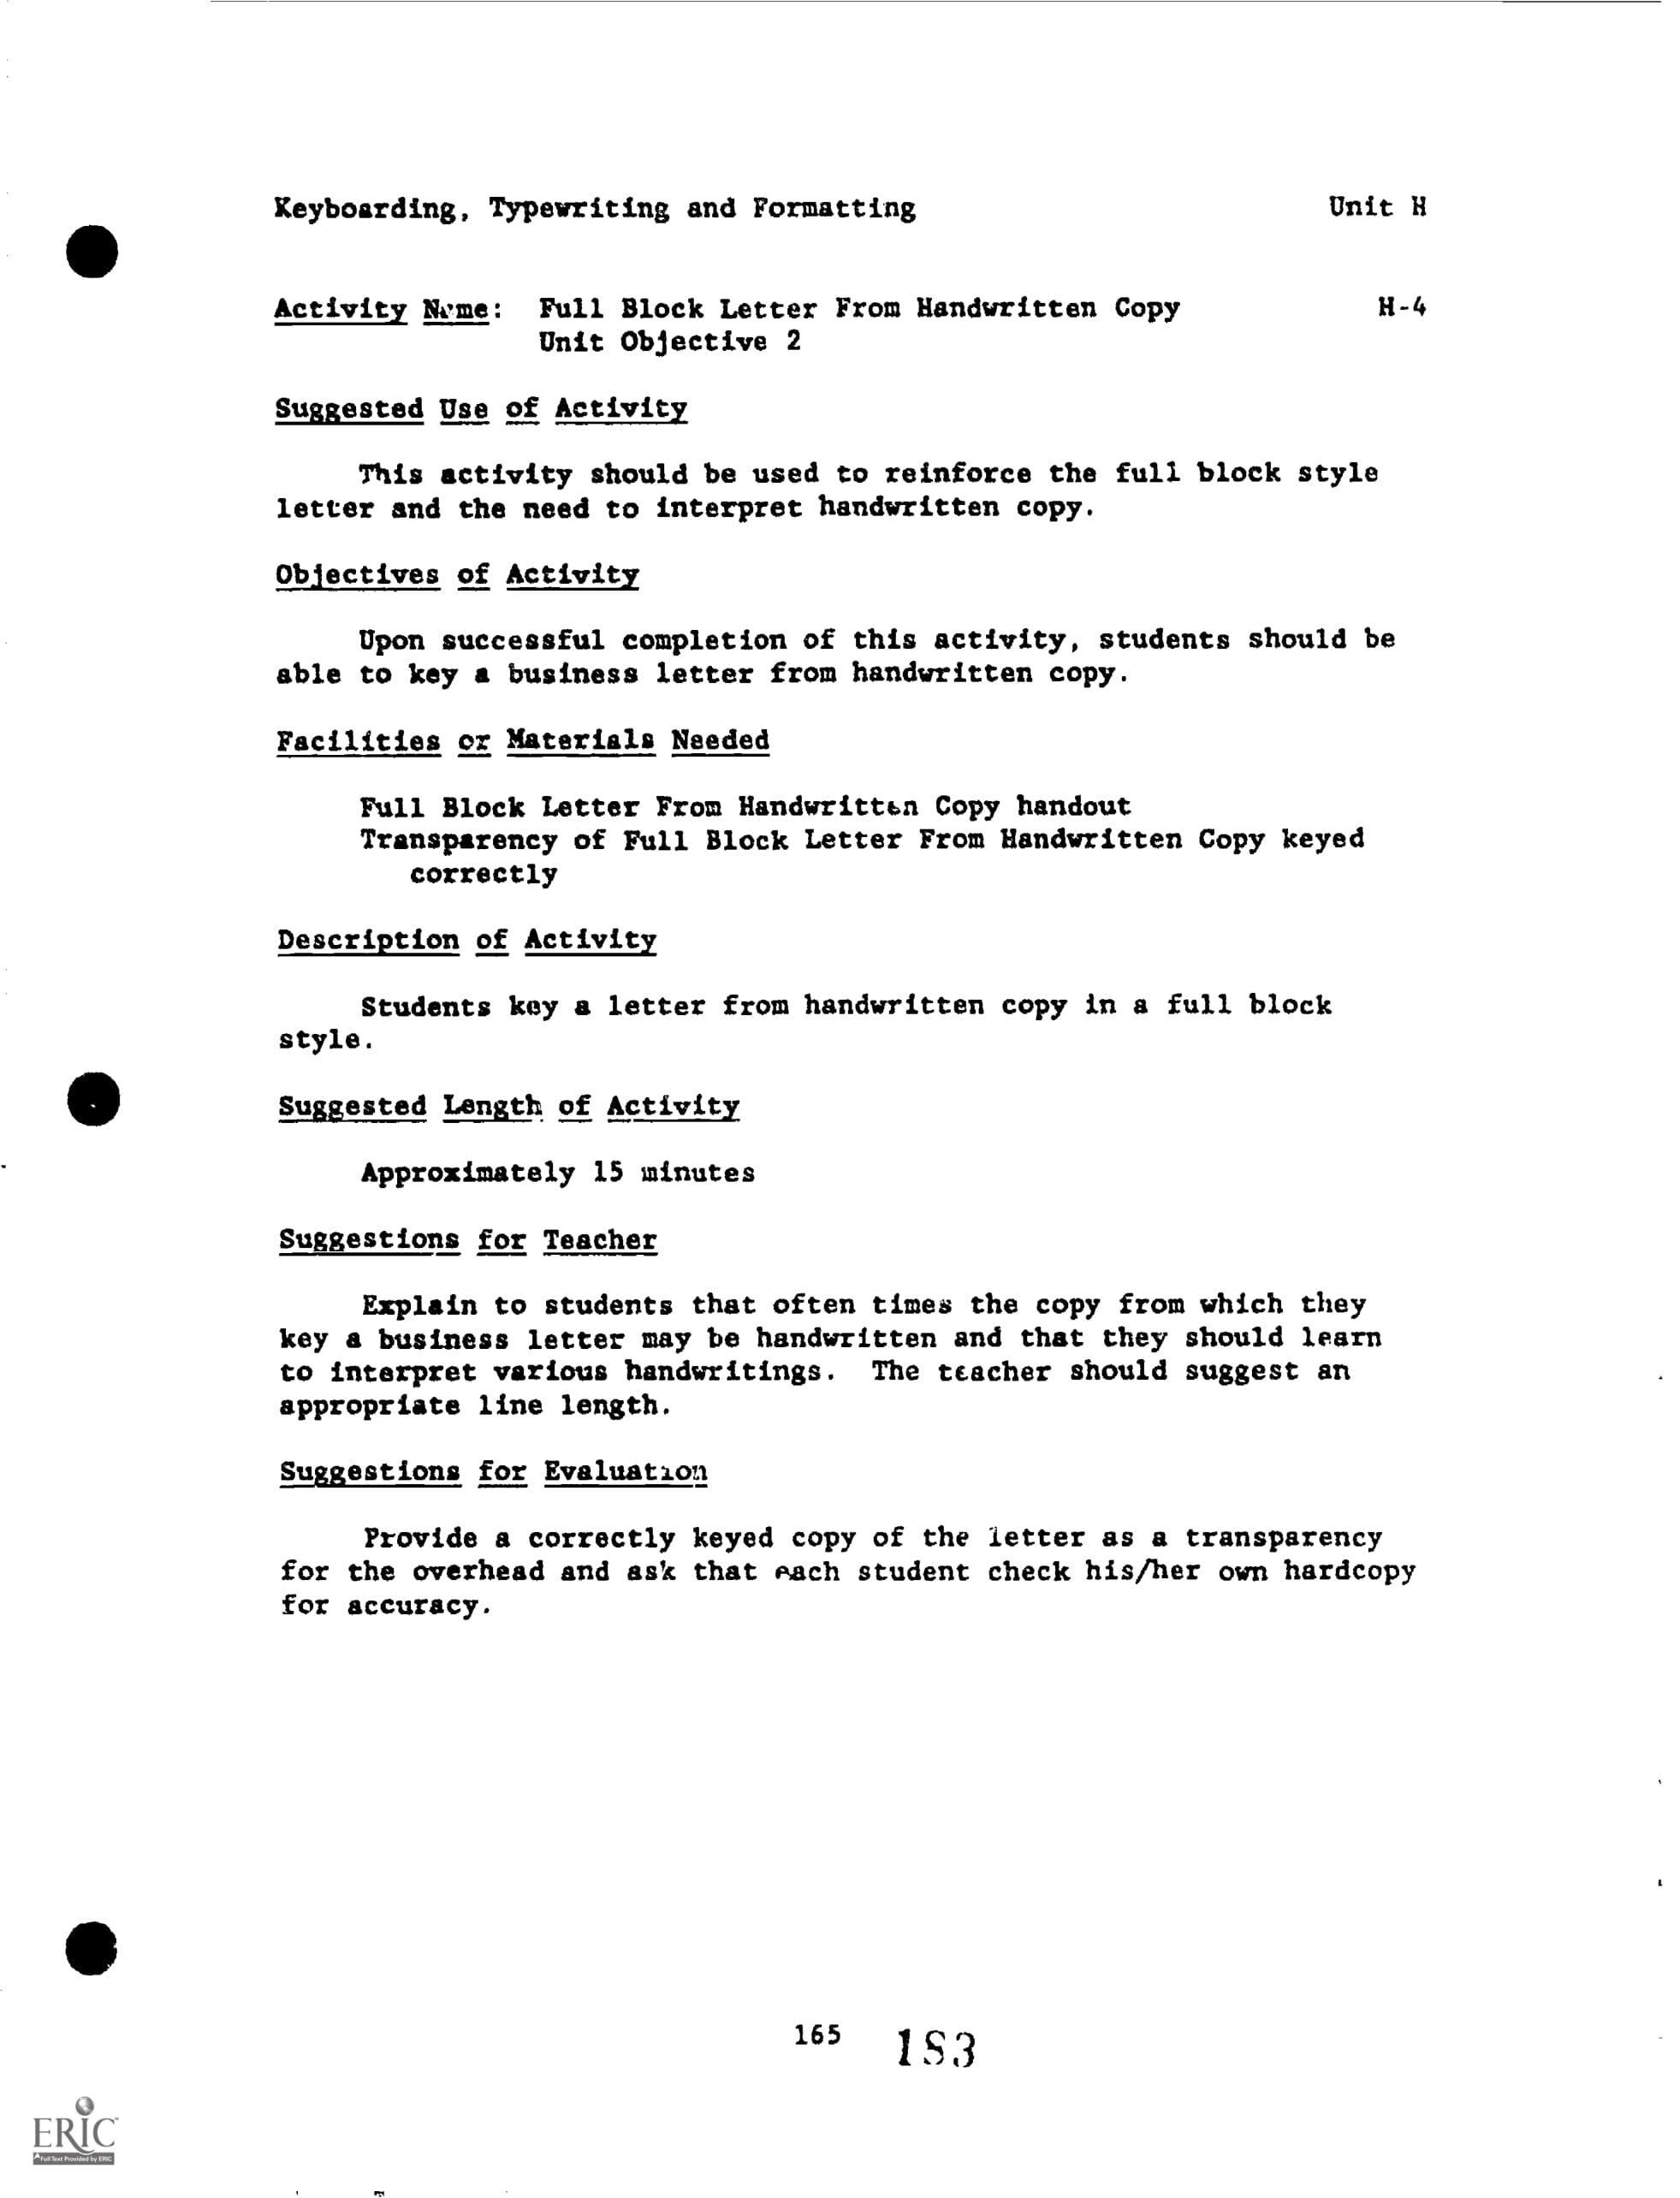 Keyboarding, Typewriting and Formatting Unit H
Activity Name: Full Block Letter From Handwritten Copy H-4
Unit Objective 2
Suggested Use of Activity
This activity should be used to reinforce the full block style
letter and the need to interpret handwritten copy.
Objectives of Activity
Upon successful completion of this activity, students should be
able to key a business letter from handwritten copy.
Facilities or Materials Needed
Full Block Letter From Handwritten Copy handout
Transparency of Full Block Letter From Handwritten Copy keyed
correctly
Description of Activity
Students key a letter from handwritten copy in a full block
style.
Suggested Length of Activity
Approximately 15 minutes
Suggestions for Teacher
Explain to students that often times the copy from which they
key a business letter may be handwritten and that they should learn
to interpret various handwritings. The teacher should suggest an
appropriate line length.
Suggestions for Evaluation
Provide a correctly keyed copy of the letter as a transparency
for the overhead and ask that each student check his/her own hardcopy
for accuracy.
165 183
ERIC
Full Text Provided by ERIC